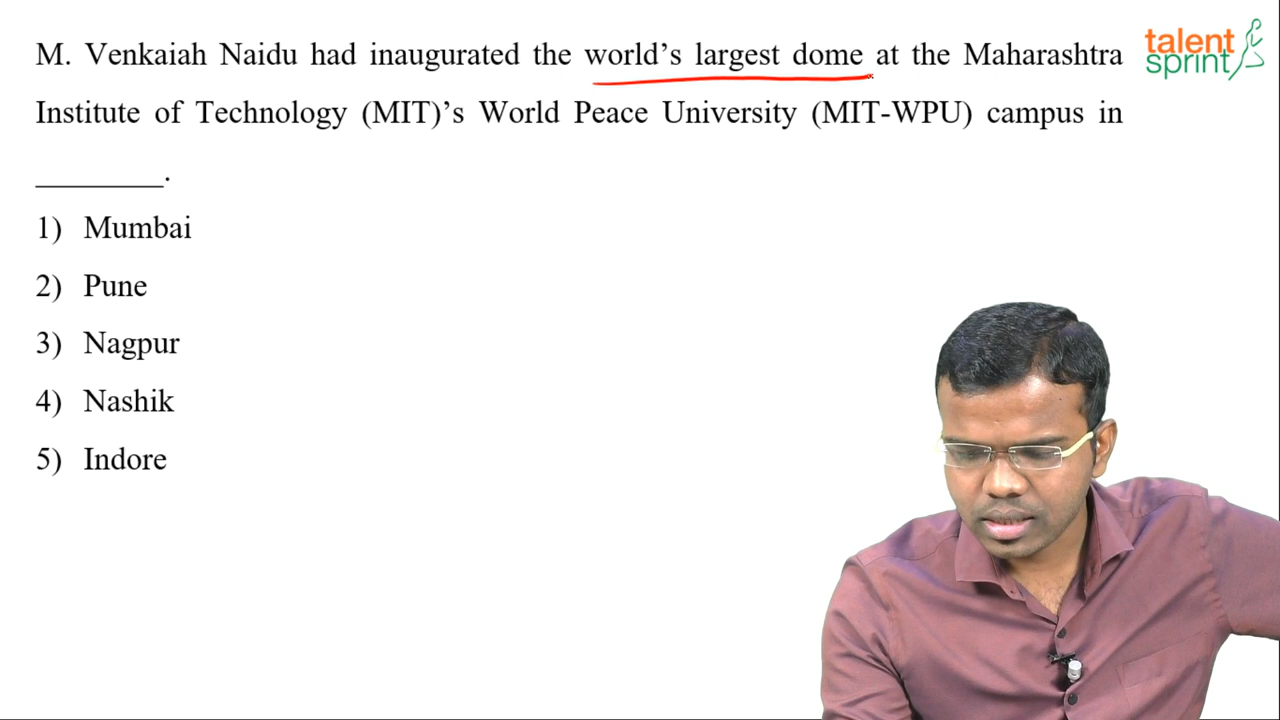 M. Venkaiah Naidu had inaugurated the world's largest dome at the Maharashtra
Institute of Technology (MIT)'s World Peace University (MIT-WPU) campus in
_________.
1) Mumbai
2) Pune
3) Nagpur
4) Nashik
5) Indore
talent
sprint